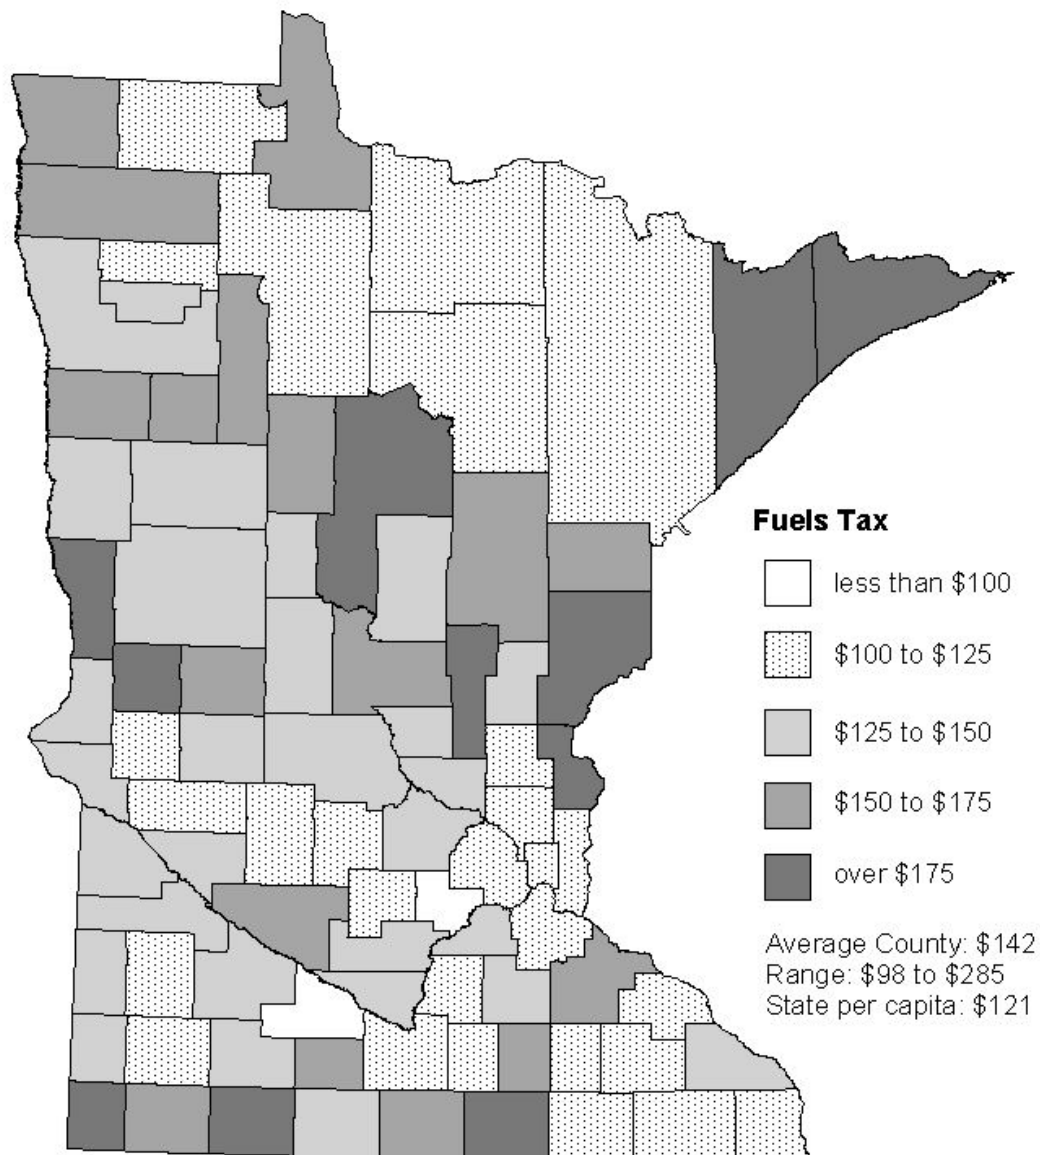 Fuels Tax
less than $100
$100 to $125
$125 to $150
$150 to $175
over $175
Average County: $142
Range: $98 to $285
State per capita: $121